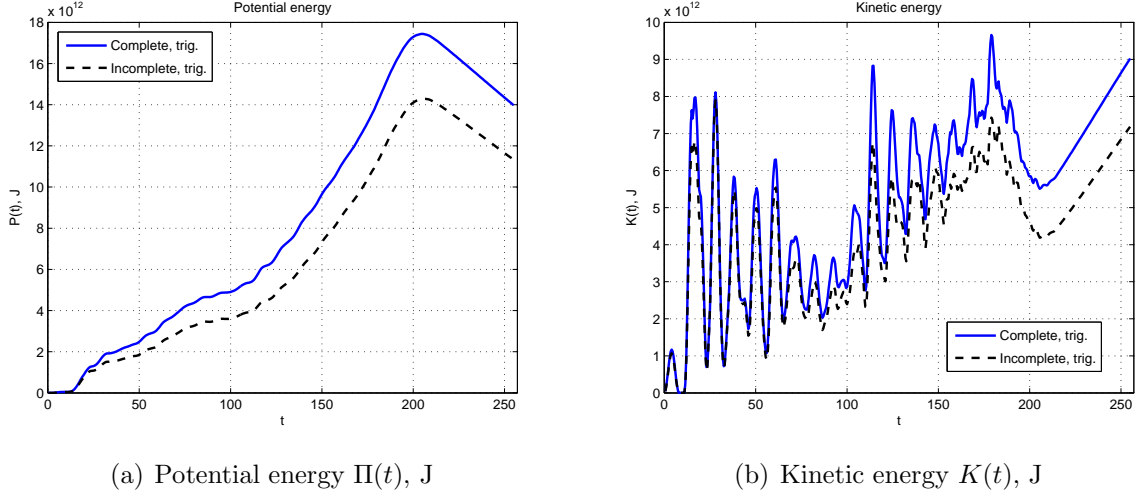 x 10^12
Potential energy
18
16
14
12
10
8
6
4
2
0
P(t), J
Complete, trig.
Incomplete, trig.
0 50 100 150 200 250
t
(a) Potential energy Π(t), J
x 10^12
Kinetic energy
10
9
8
7
6
5
4
3
2
1
0
K(t), J
Complete, trig.
Incomplete, trig.
0 50 100 150 200 250
t
(b) Kinetic energy K(t), J